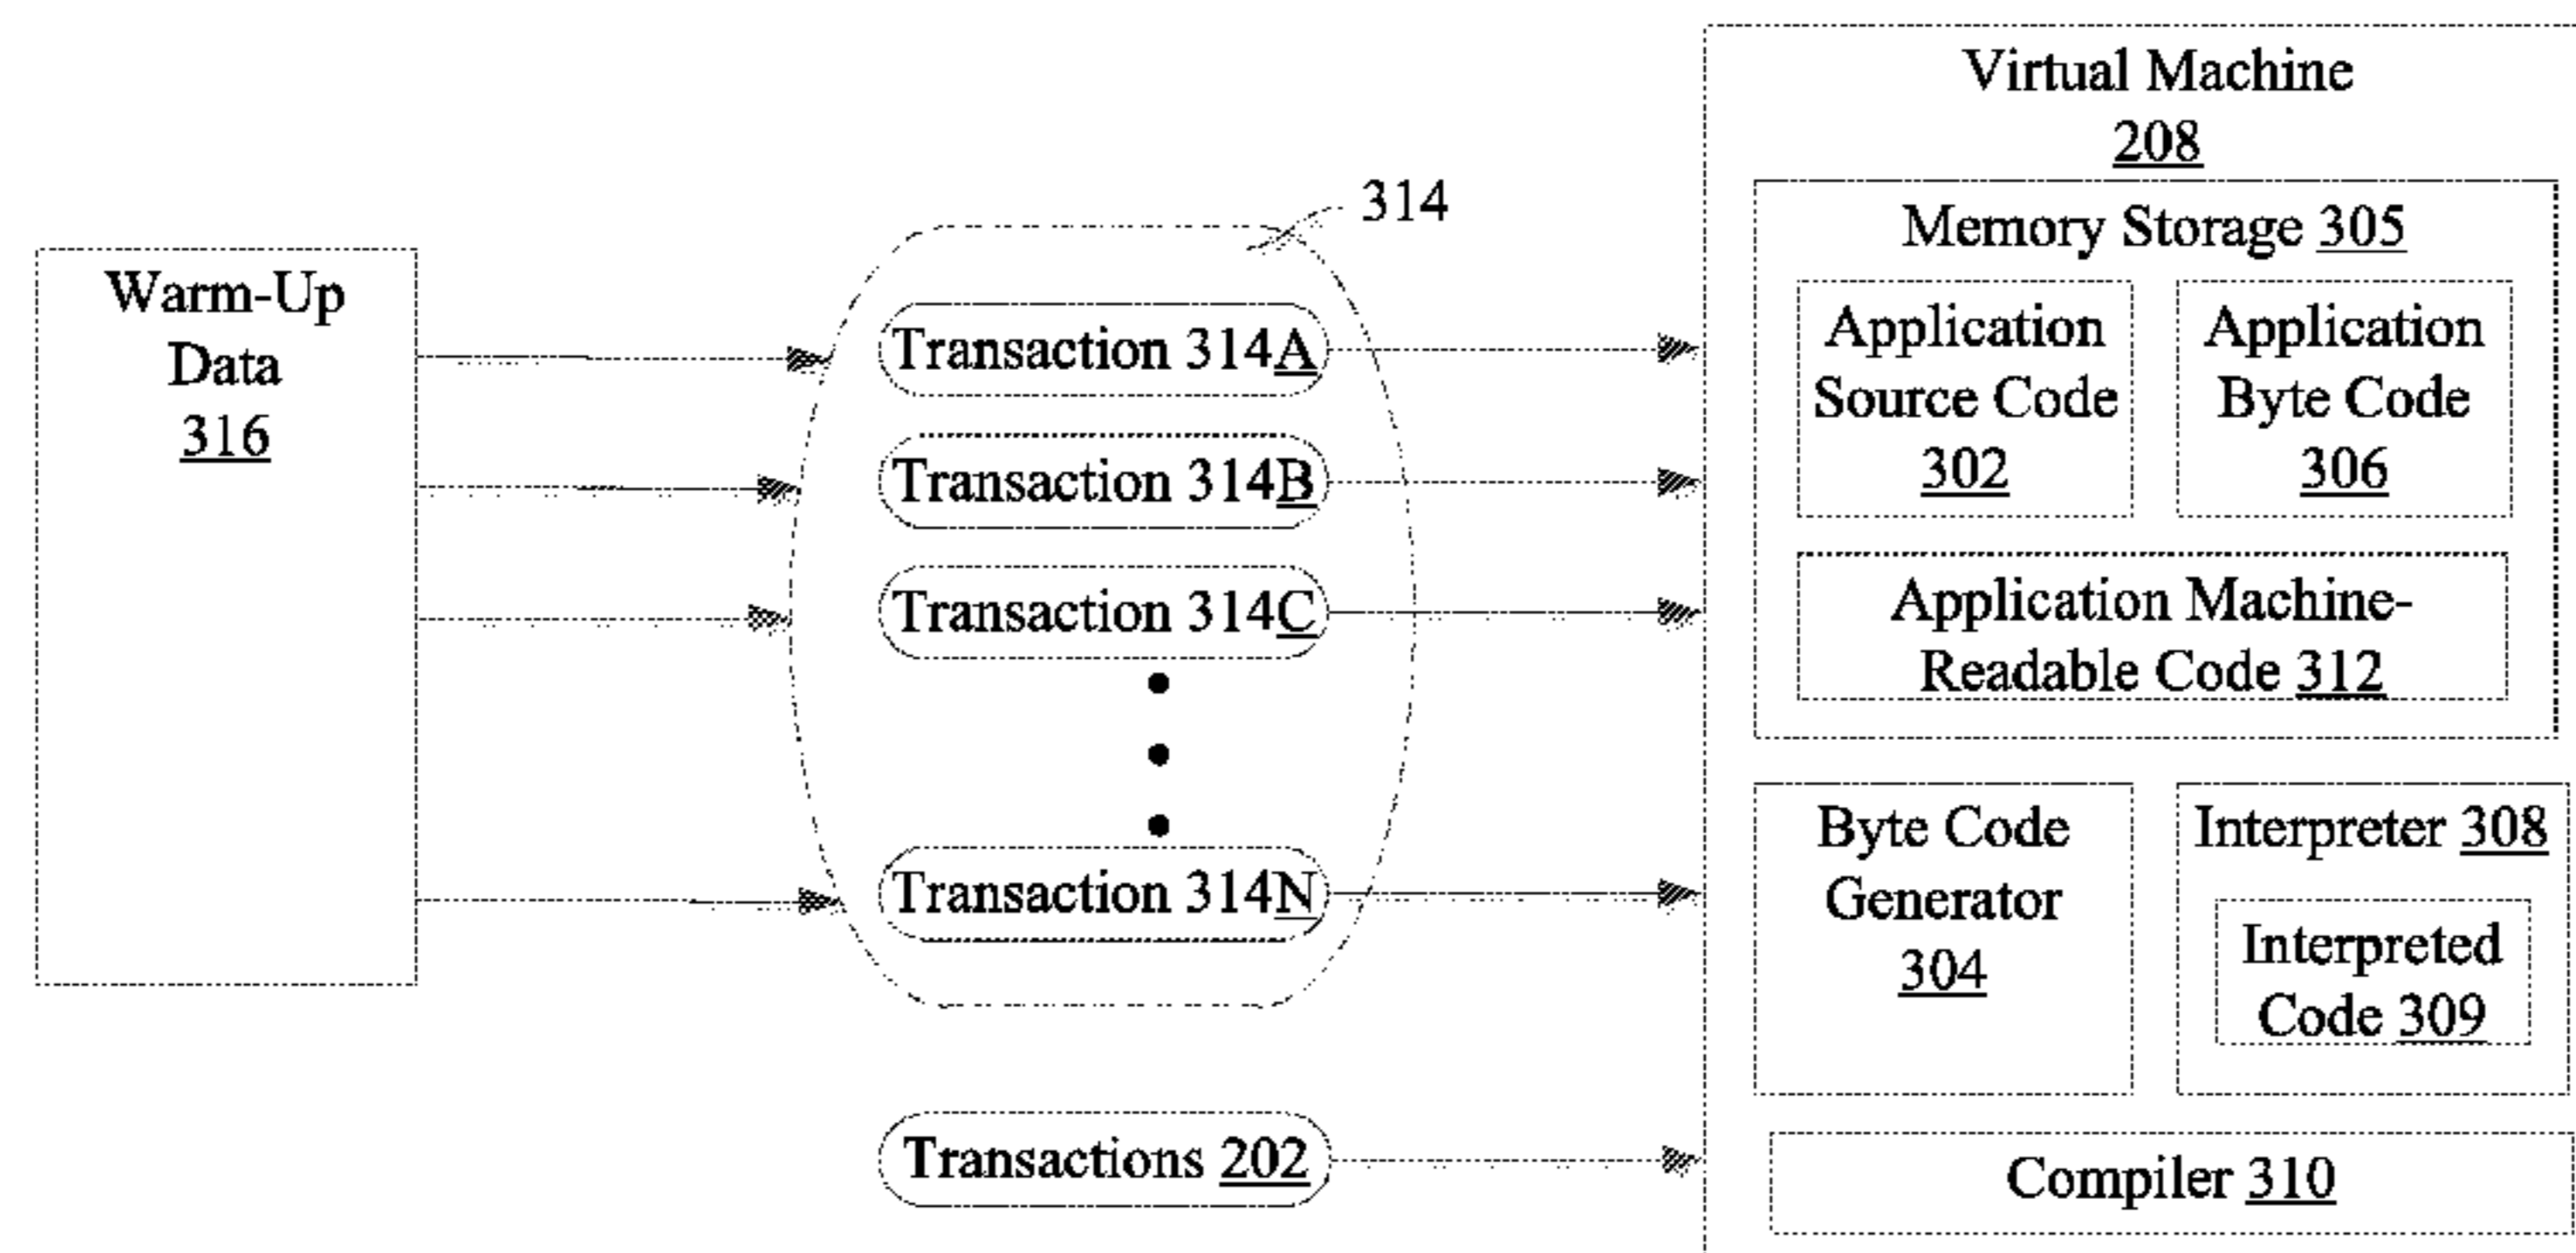 Warm-Up
Data
316
314
Transaction 314A
Transaction 314B
Transaction 314C
Transaction 314N
Transactions 202
Virtual Machine
208
Memory Storage 305
Application
Source Code
302
Application
Byte Code
306
Application Machine-
Readable Code 312
Byte Code
Generator
304
Interpreter 308
Interpreted
Code 309
Compiler 310